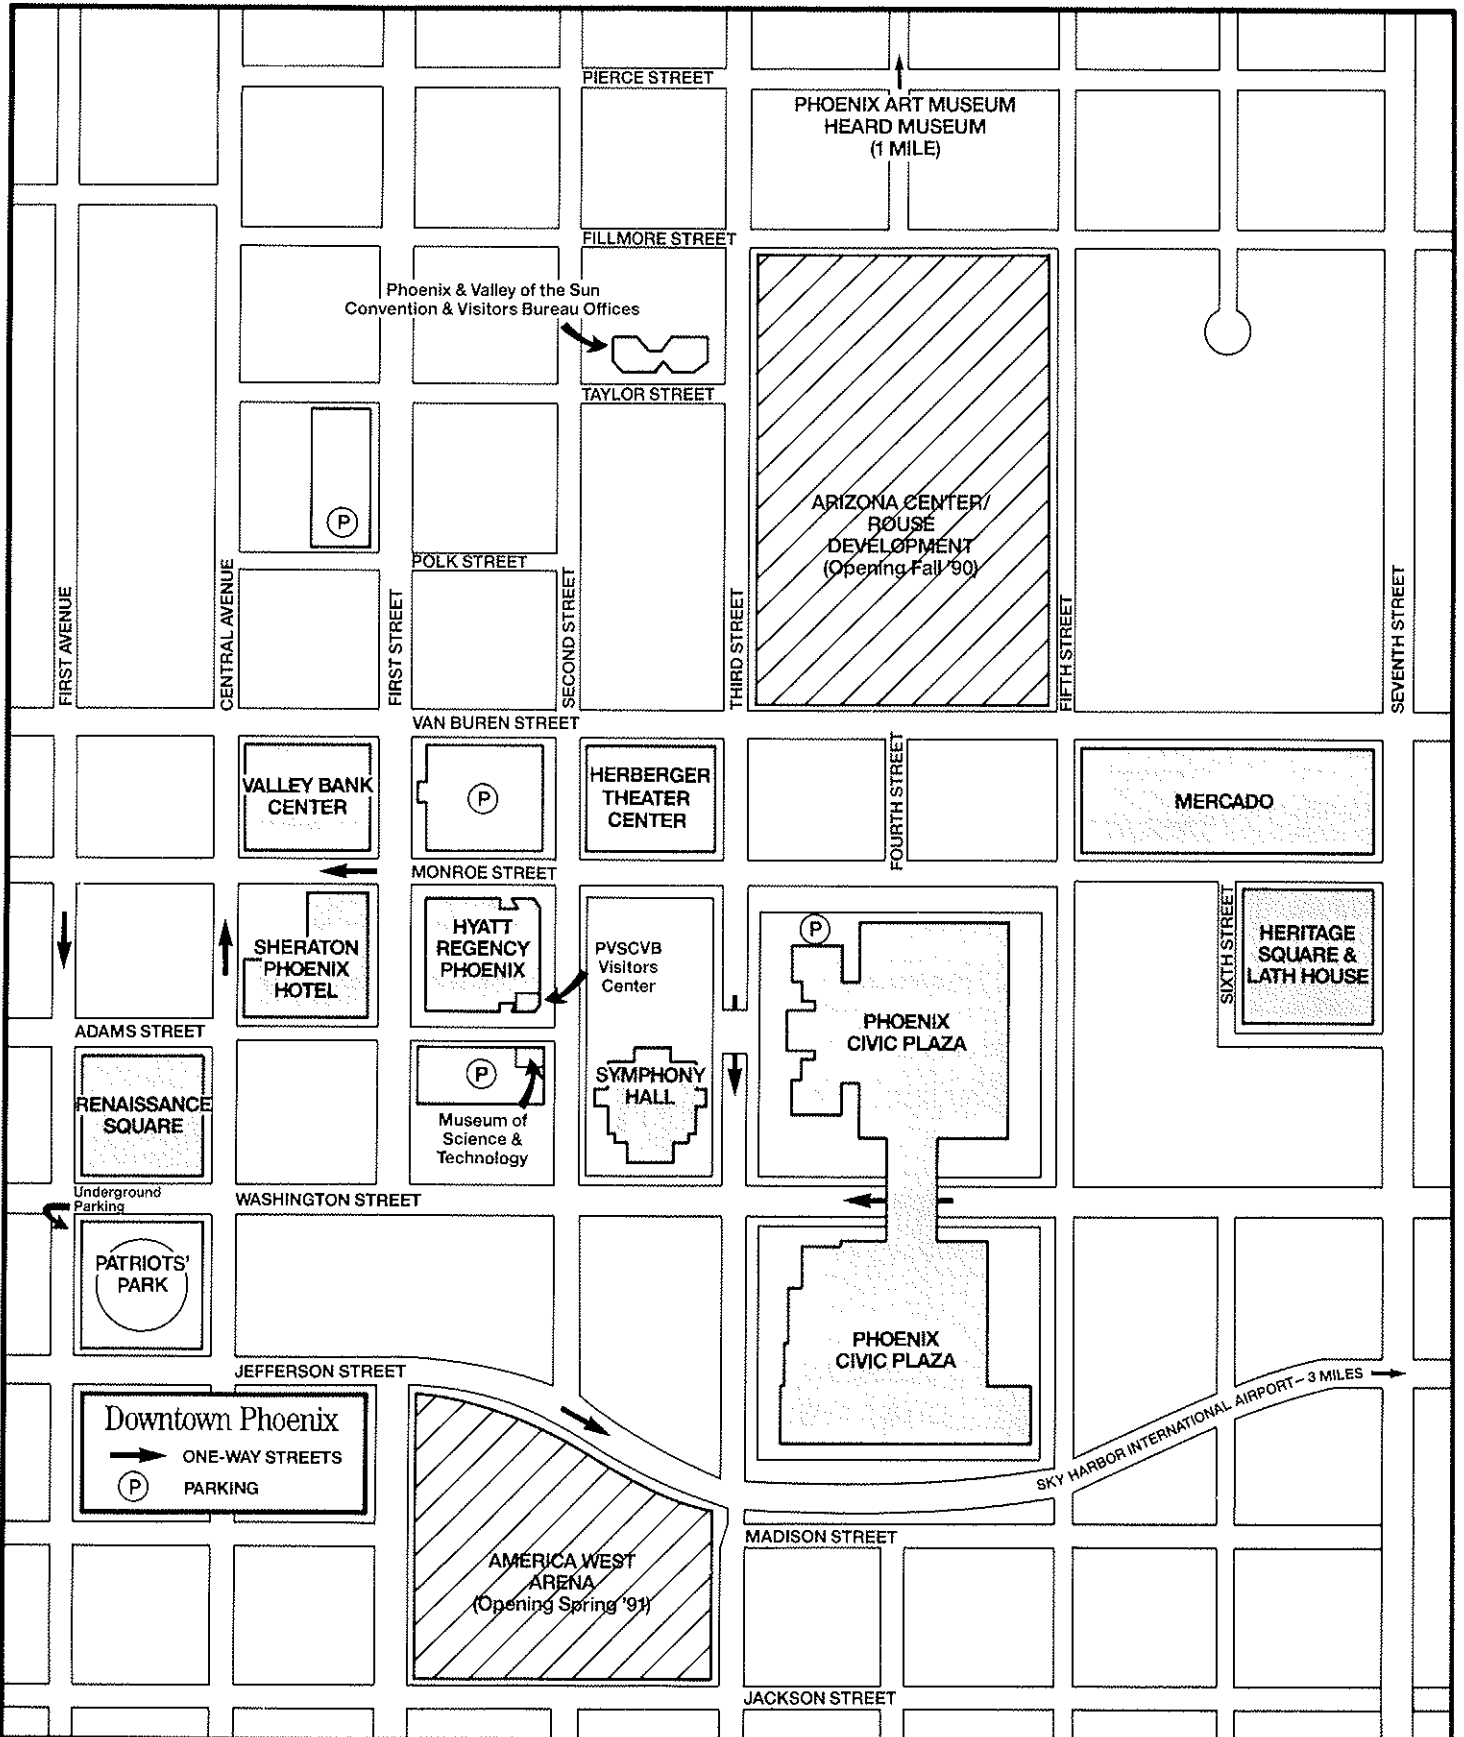 PIERCE STREET
PHOENIX ART MUSEUM
HEARD MUSEUM
(1 MILE)
FILLMORE STREET
Phoenix & Valley of the Sun
Convention & Visitors Bureau Offices
TAYLOR STREET
ARIZONA CENTER/
ROUSE
DEVELOPMENT
(Opening Fall '90)
P
POLK STREET
FIRST AVENUE
CENTRAL AVENUE
FIRST STREET
SECOND STREET
THIRD STREET
FIFTH STREET
SEVENTH STREET
VAN BUREN STREET
FOURTH STREET
VALLEY BANK
CENTER
P
HERBERGER
THEATER
CENTER
MERCADO
MONROE STREET
SHERATON
PHOENIX
HOTEL
HYATT
REGENCY
PHOENIX
PVSCVB
Visitors
Center
P
PHOENIX
CIVIC PLAZA
SIXTH STREET
HERITAGE
SQUARE &
LATH HOUSE
ADAMS STREET
RENAISSANCE
SQUARE
P
Museum of
Science &
Technology
SYMPHONY
HALL
Underground
Parking
WASHINGTON STREET
PATRIOTS'
PARK
PHOENIX
CIVIC PLAZA
JEFFERSON STREET
SKY HARBOR INTERNATIONAL AIRPORT – 3 MILES
Downtown Phoenix
ONE-WAY STREETS
P PARKING
AMERICA WEST
ARENA
(Opening Spring '91)
MADISON STREET
JACKSON STREET